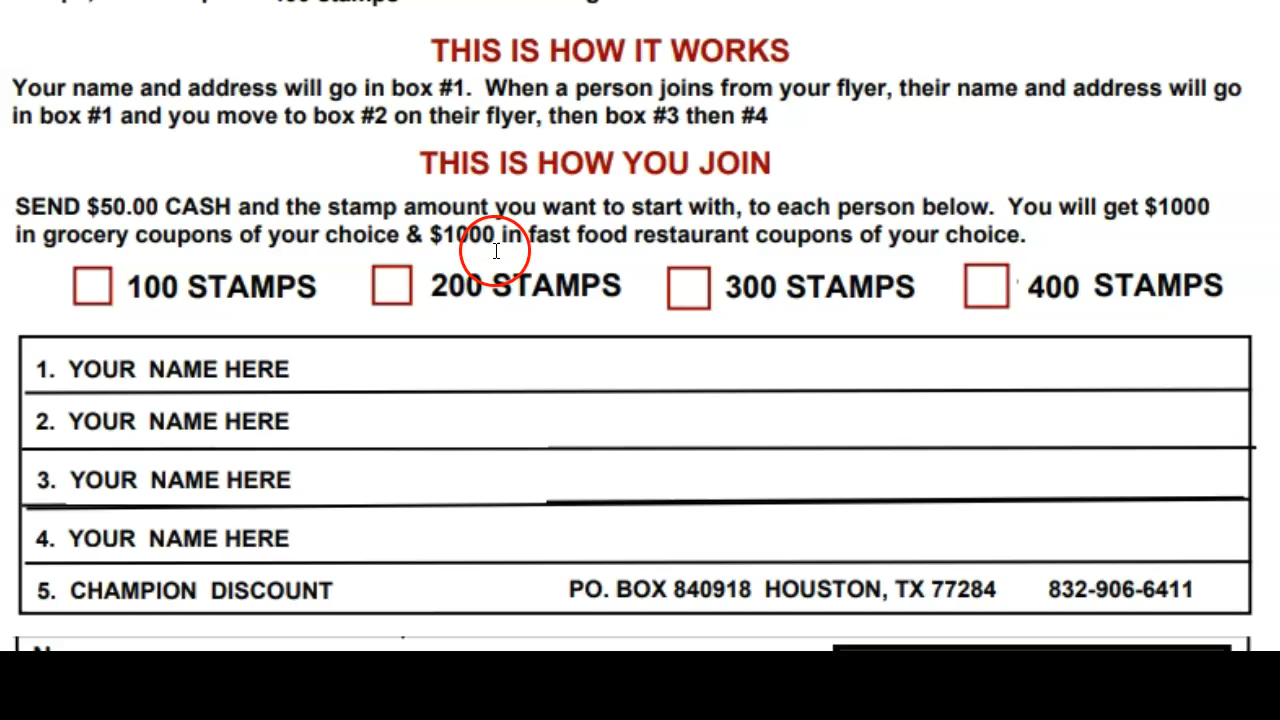 THIS IS HOW IT WORKS
Your name and address will go in box #1. When a person joins from your flyer, their name and address will go
in box #1 and you move to box #2 on their flyer, then box #3 then #4
THIS IS HOW YOU JOIN
SEND $50.00 CASH and the stamp amount you want to start with, to each person below. You will get $1000
in grocery coupons of your choice & $1000 in fast food restaurant coupons of your choice.
100 STAMPS 200 STAMPS 300 STAMPS 400 STAMPS
1. YOUR NAME HERE
2. YOUR NAME HERE
3. YOUR NAME HERE
4. YOUR NAME HERE
5. CHAMPION DISCOUNT PO. BOX 840918 HOUSTON, TX 77284 832-906-6411